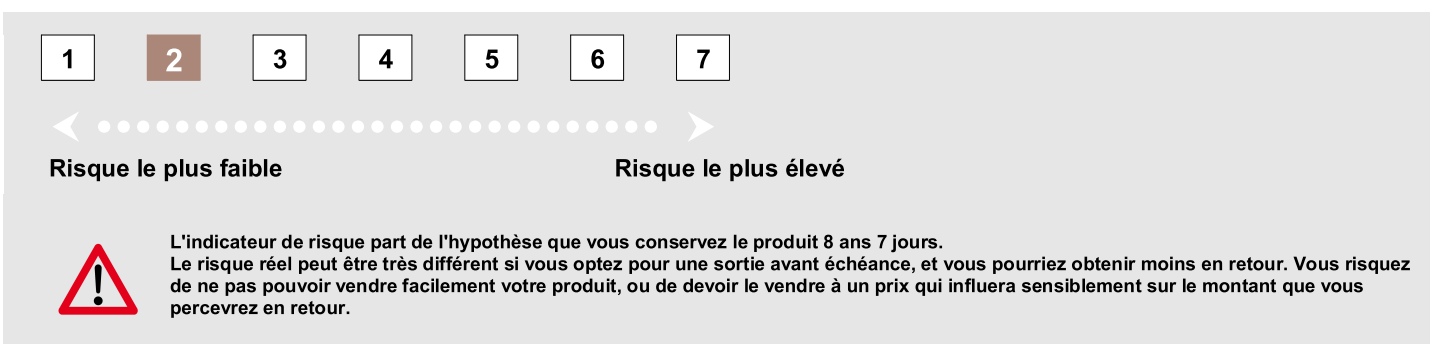 1 2 3 4 5 6 7
Risque le plus faible Risque le plus élevé
L'indicateur de risque part de l'hypothèse que vous conservez le produit 8 ans 7 jours.
Le risque réel peut être très différent si vous optez pour une sortie avant échéance, et vous pourriez obtenir moins en retour. Vous risquez
de ne pas pouvoir vendre facilement votre produit, ou de devoir le vendre à un prix qui influera sensiblement sur le montant que vous
percevrez en retour.